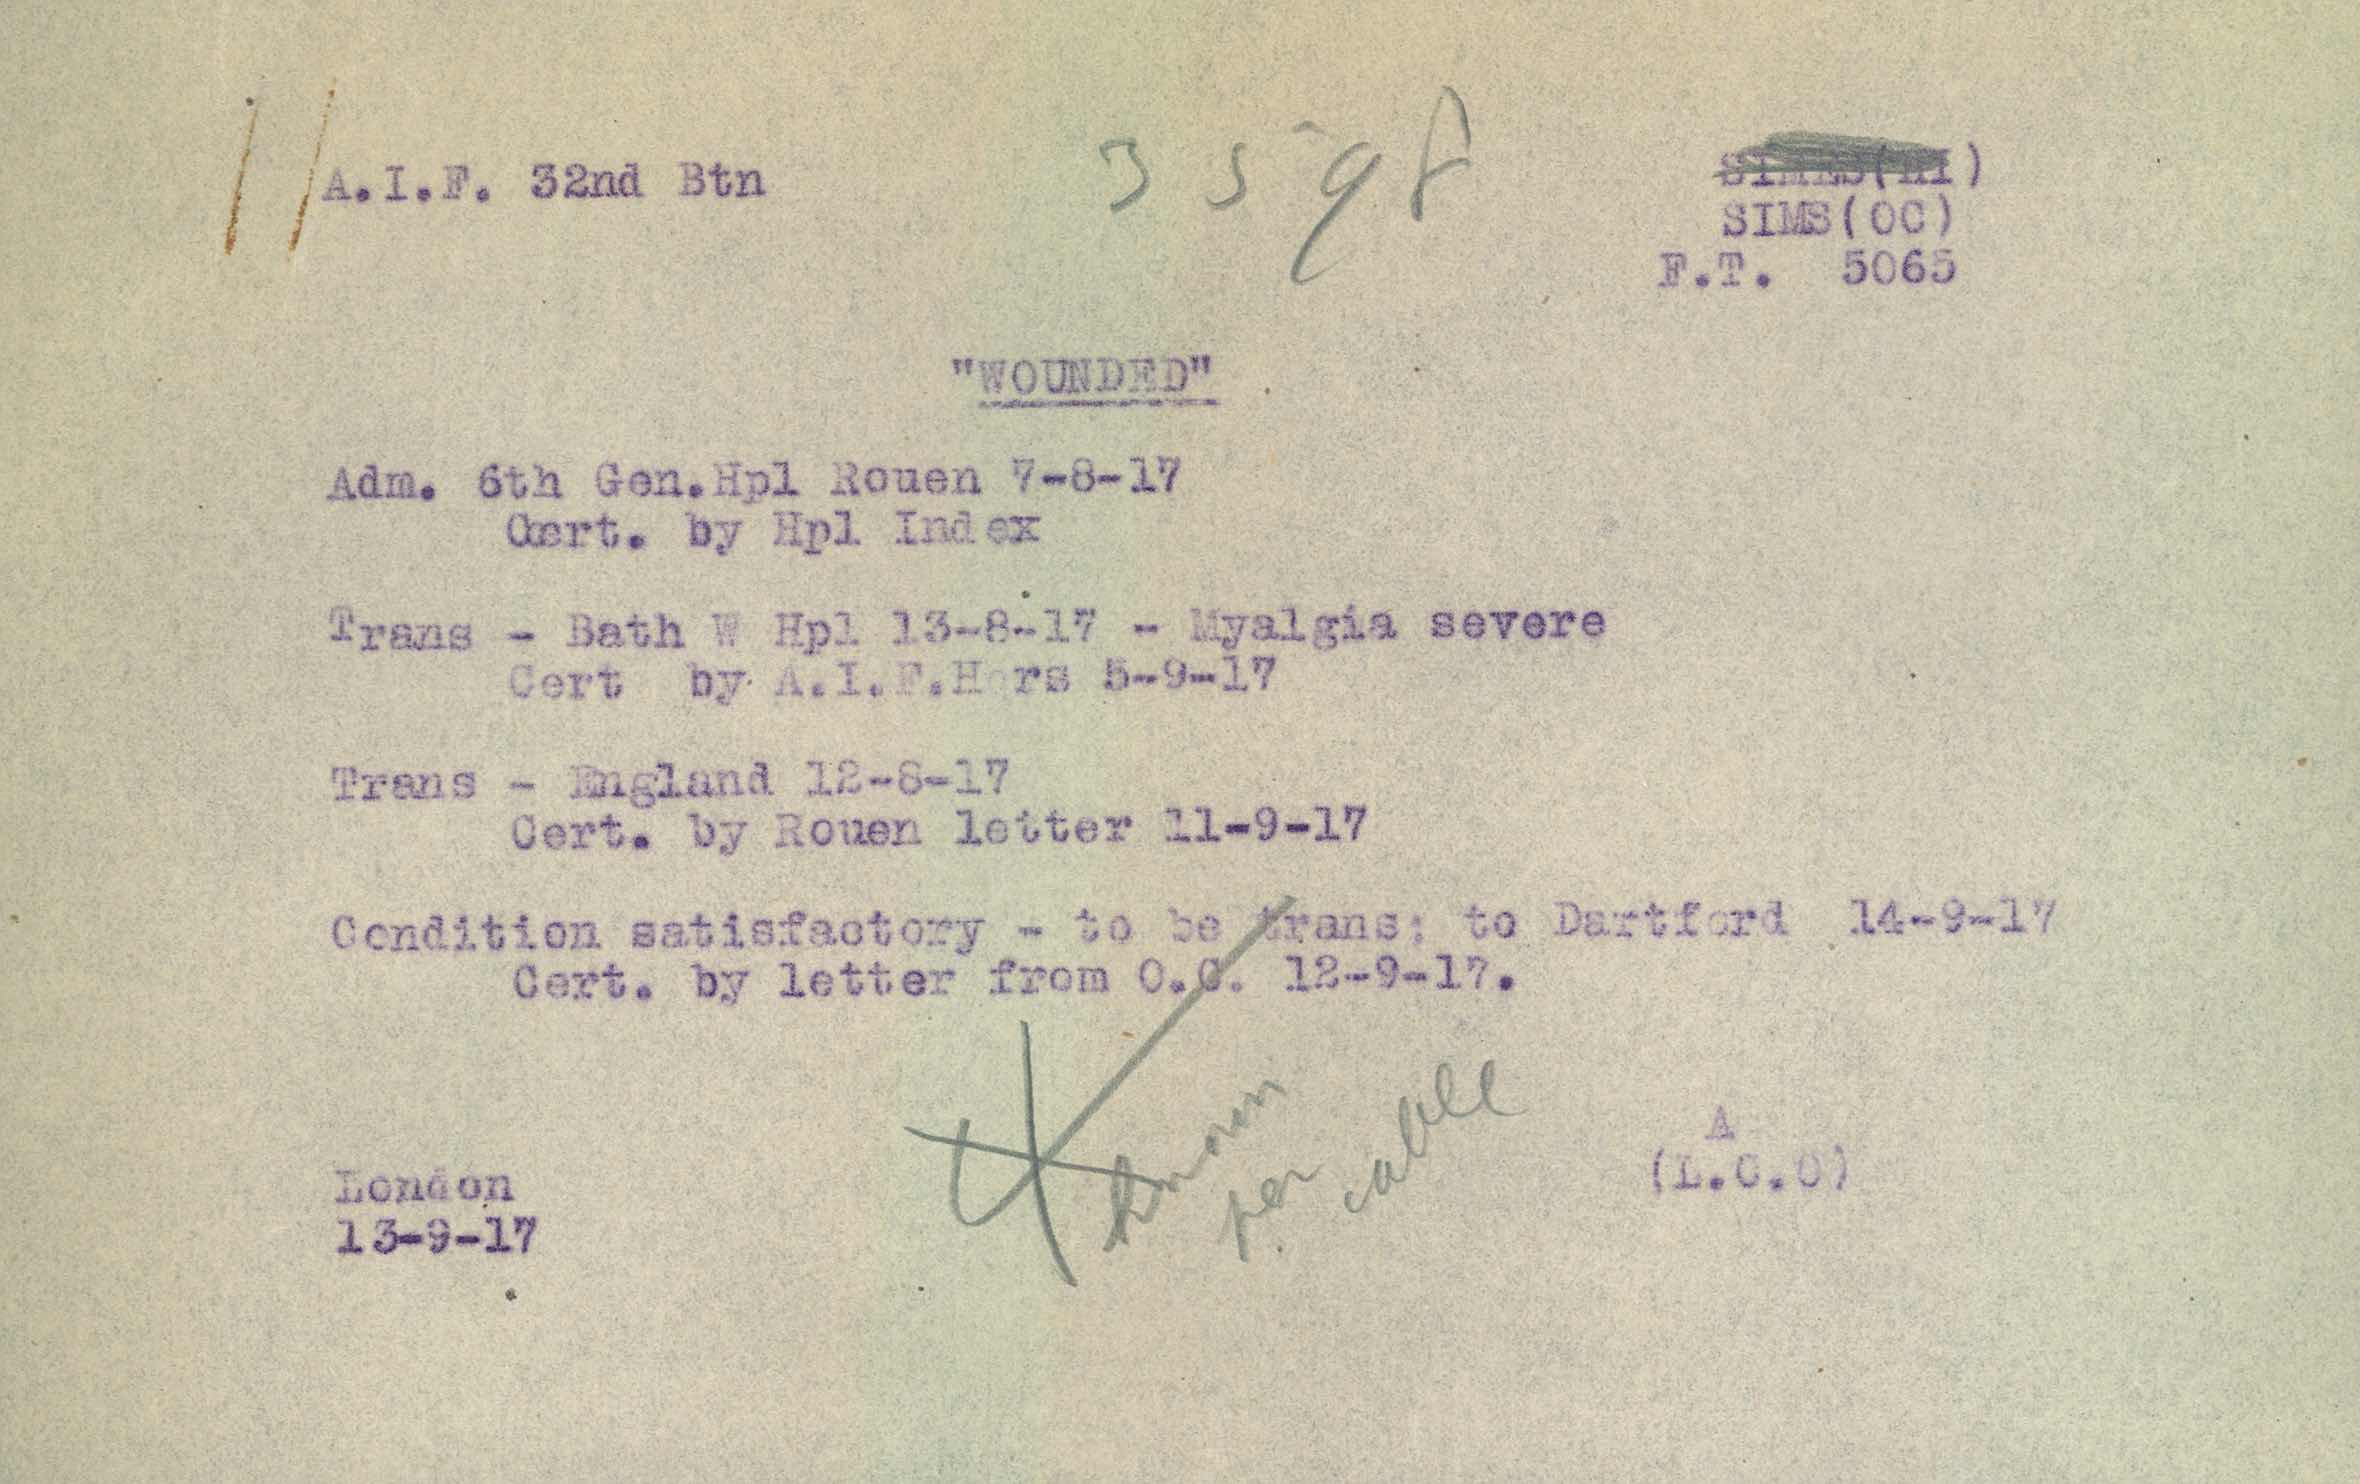 A.I.F. 32nd Btn
SIMS(OC)
F.T. 5065
"WOUNDED"
Adm. 6th Gen.Hpl Rouen 7-8-17
Cert. by Hpl Index
Trans - Bath W Hpl 13-8-17 - Myalgia severe
Cert by A.I.F.Hqrs 5-9-17
Trans - England 12-8-17
Cert. by Rouen letter 11-9-17
Condition satisfactory - to be trans: to Dartford 14-9-17
Cert. by letter from O.C. 12-9-17.
known
per cable
A
(L.C.O)
London
13-9-17